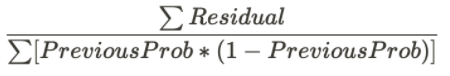 ∑ Residual
∑[PreviousProb ∗ (1 − PreviousProb)]